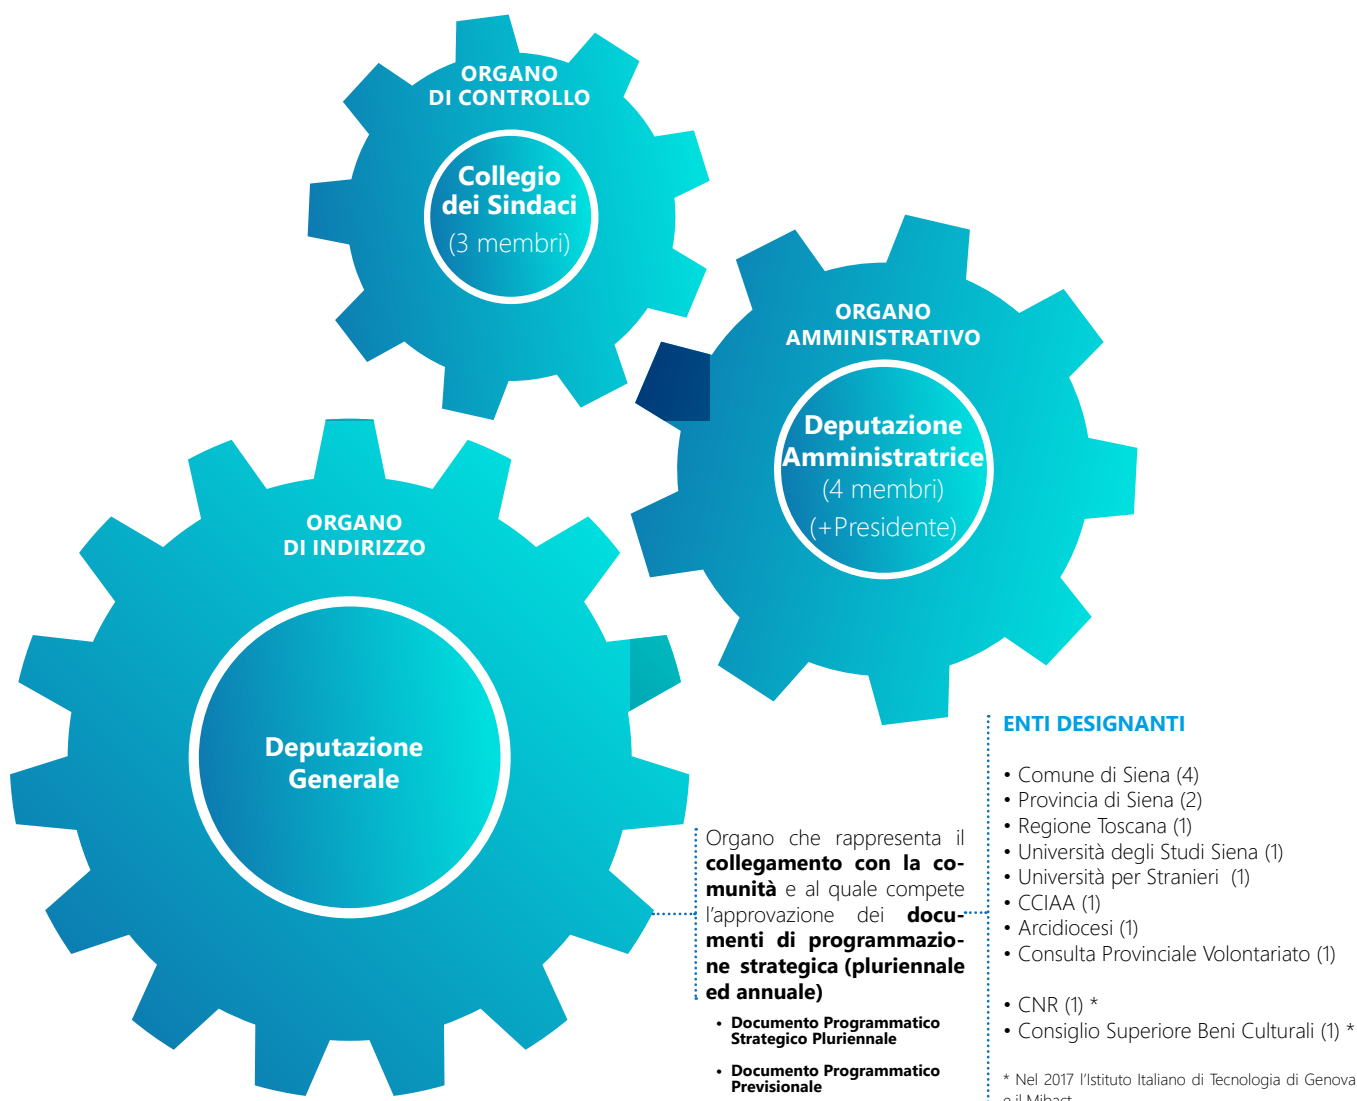 ORGANO
DI CONTROLLO
Collegio
dei Sindaci
(3 membri)
ORGANO
AMMINISTRATIVO
Deputazione
Amministratrice
(4 membri)
(+Presidente)
ORGANO
DI INDIRIZZO
Deputazione
Generale
Organo che rappresenta il
collegamento con la co-
munità e al quale compete
l'approvazione dei docu-
menti di programmazio-
ne strategica (pluriennale
ed annuale)
• Documento Programmatico
Strategico Pluriennale
• Documento Programmatico
Previsionale
ENTI DESIGNANTI
• Comune di Siena (4)
• Provincia di Siena (2)
• Regione Toscana (1)
• Università degli Studi Siena (1)
• Università per Stranieri (1)
• CCIAA (1)
• Arcidiocesi (1)
• Consulta Provinciale Volontariato (1)
• CNR (1) *
• Consiglio Superiore Beni Culturali (1) *
* Nel 2017 l'Istituto Italiano di Tecnologia di Genova
e il Mibact